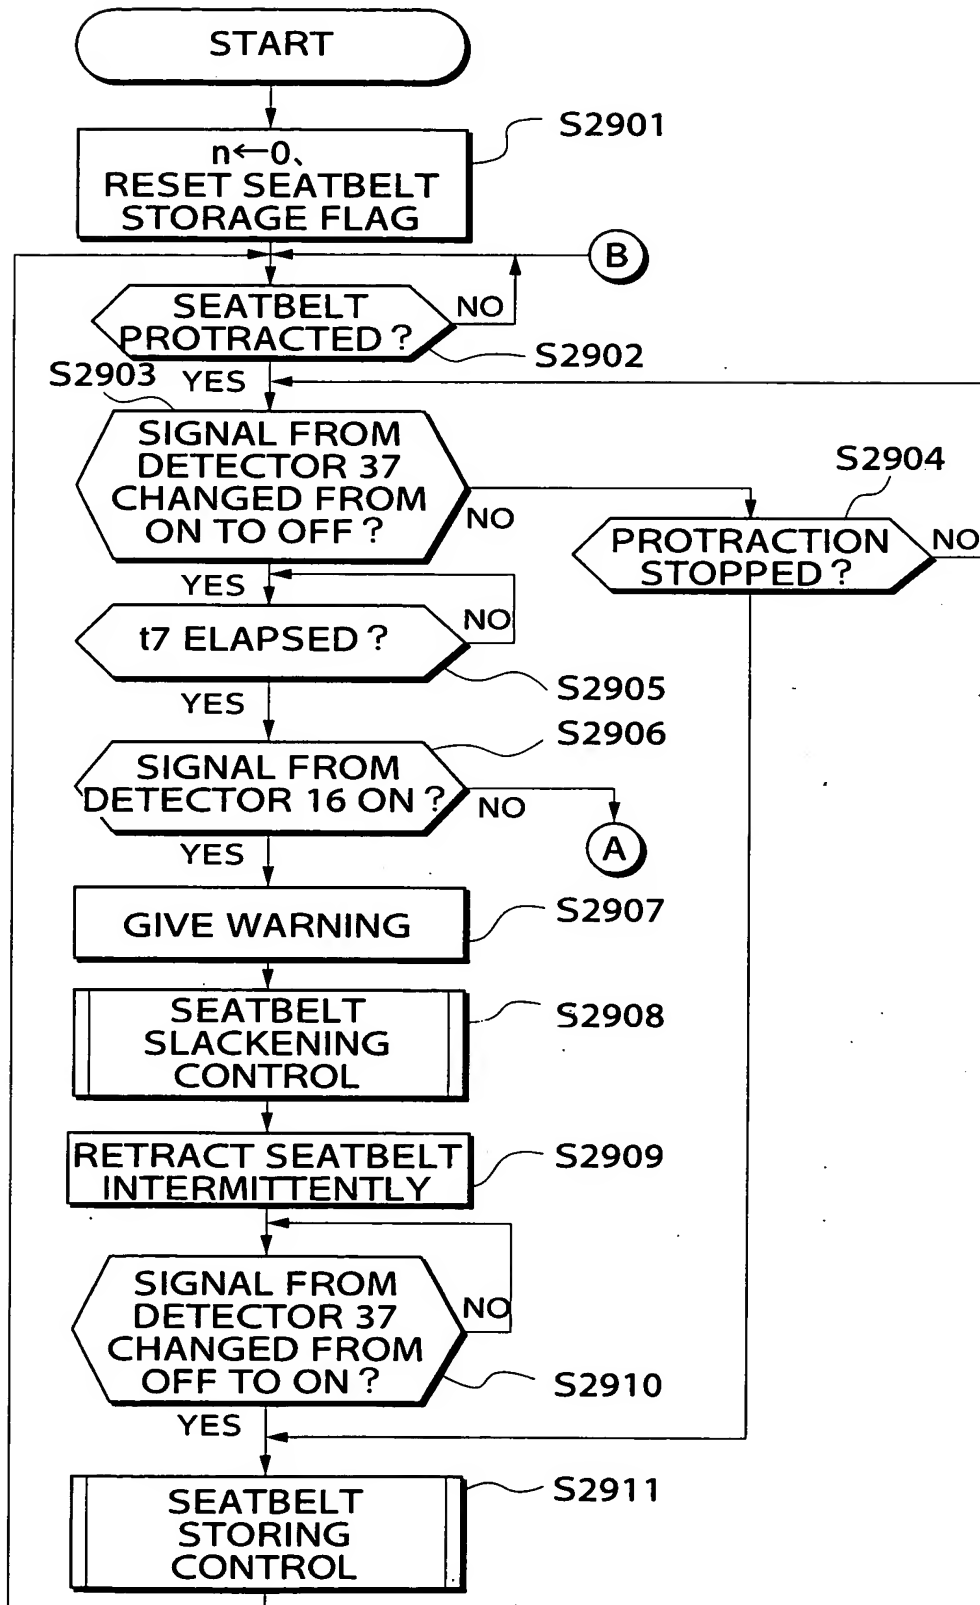 START
S2901
n←0、
RESET SEATBELT
STORAGE FLAG
B
SEATBELT
PROTRACTED ?
NO
S2902
S2903
YES
SIGNAL FROM
DETECTOR 37
CHANGED FROM
ON TO OFF ?
NO
S2904
PROTRACTION
STOPPED ?
NO
YES
t7 ELAPSED ?
NO
S2905
YES
S2906
SIGNAL FROM
DETECTOR 16 ON ?
NO
A
YES
GIVE WARNING
S2907
SEATBELT
SLACKENING
CONTROL
S2908
RETRACT SEATBELT
INTERMITTENTLY
S2909
SIGNAL FROM
DETECTOR 37
CHANGED FROM
OFF TO ON ?
NO
S2910
YES
SEATBELT
STORING
CONTROL
S2911